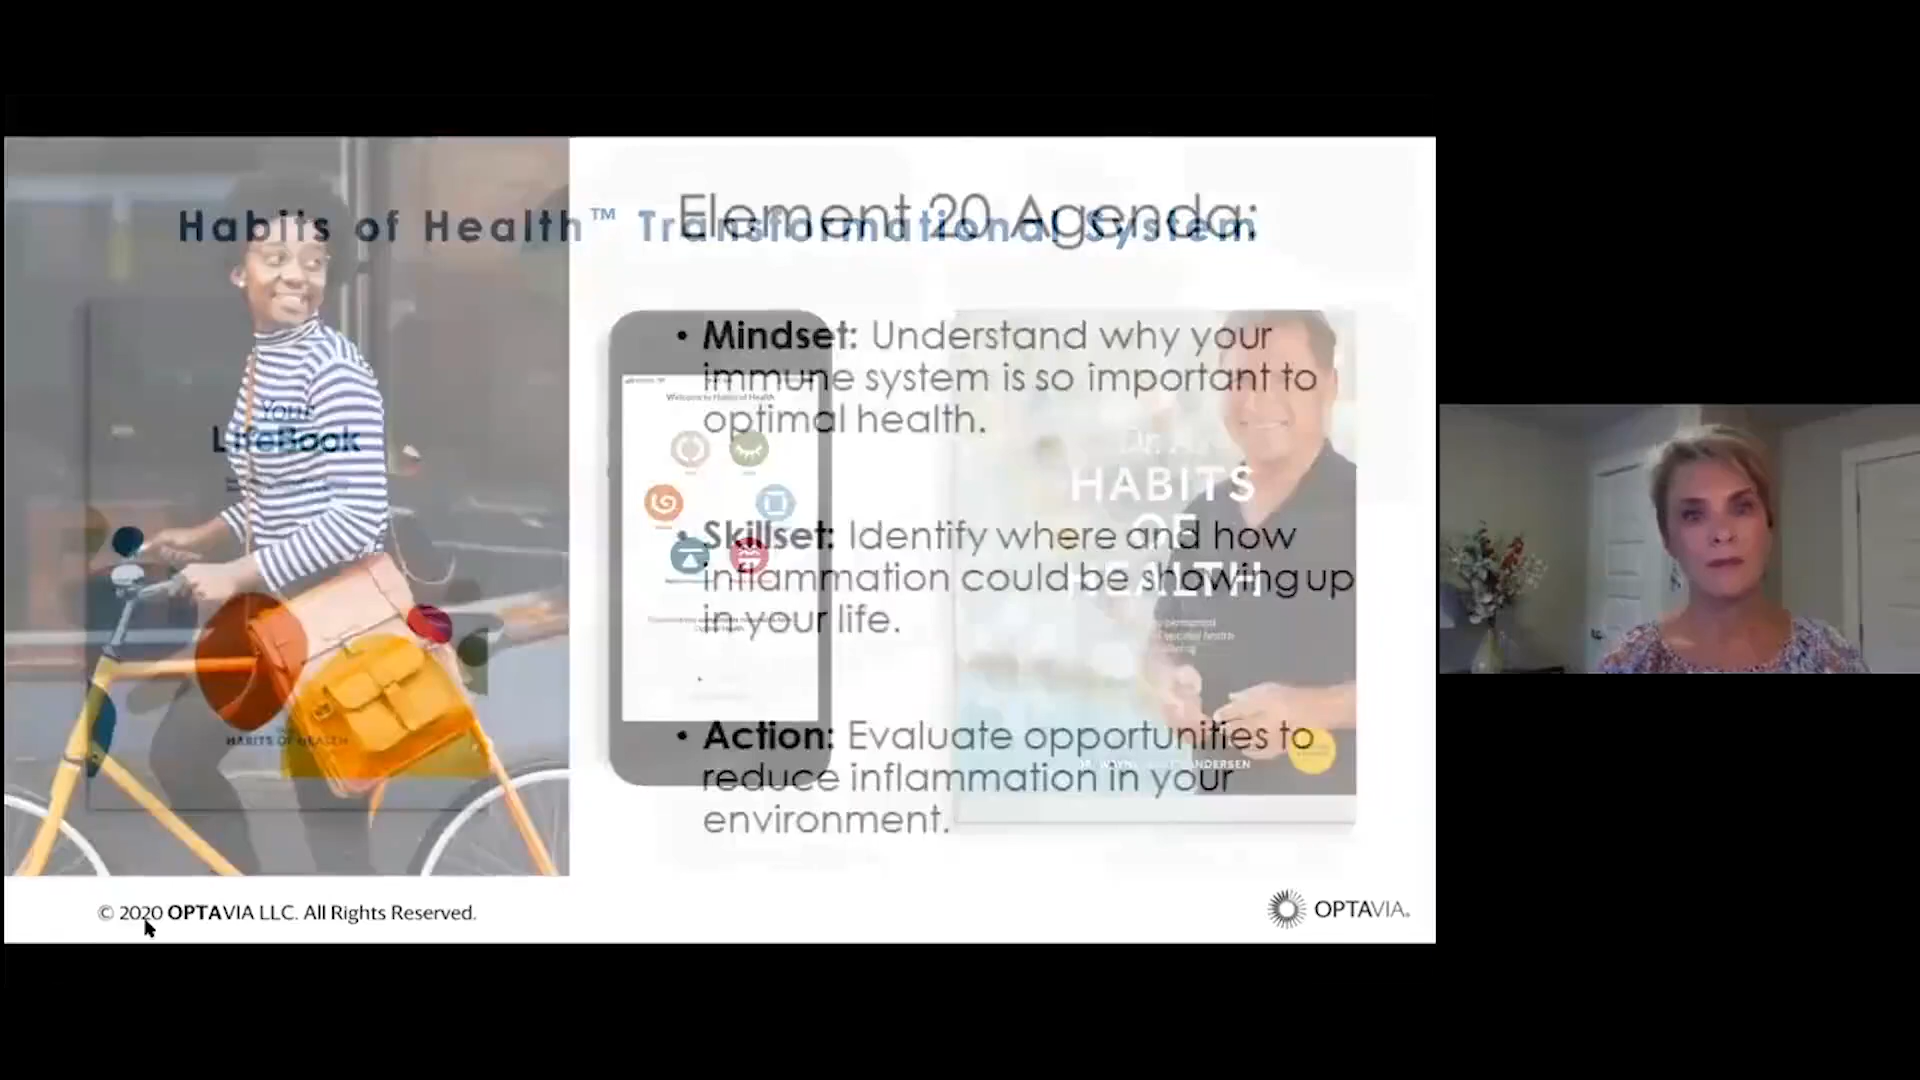 Habits of Health™ Transformational System
Element 20 Agenda:
• Mindset: Understand why your
immune system is so important to
optimal health.
• Skillset: Identify where and how
inflammation could be showing up
in your life.
• Action: Evaluate opportunities to
reduce inflammation in your
environment.
Your
LifeBook
HABITS OF HEALTH
Welcome to Habits of Health
Optimal Health
HABITS
OF
HEALTH
ANDERSEN
© 2020 OPTAVIA LLC. All Rights Reserved.
OPTAVIA®